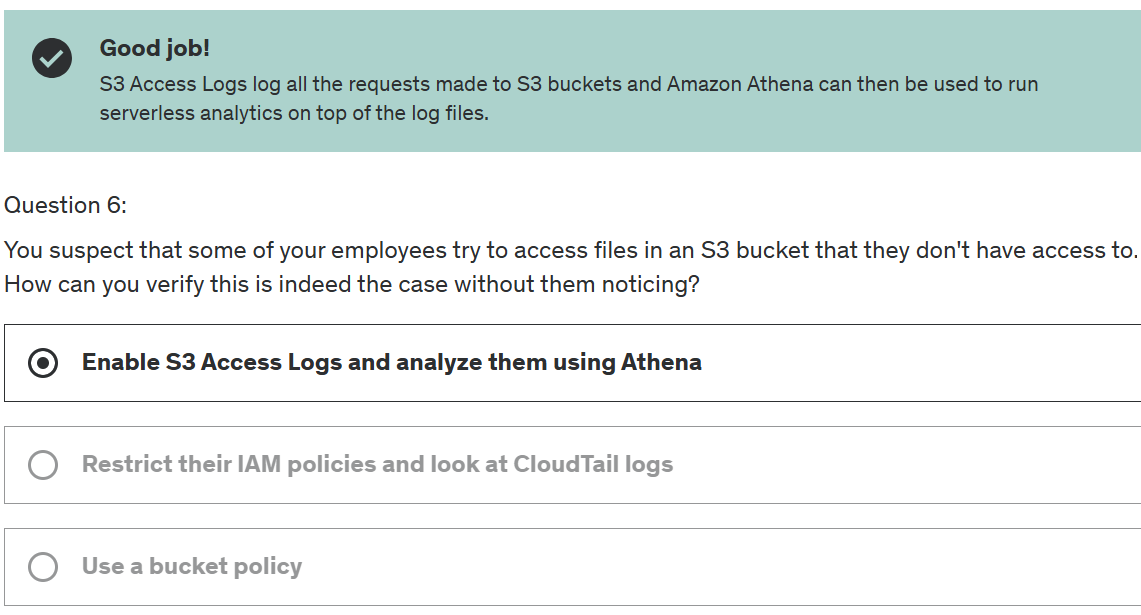 Good job!
S3 Access Logs log all the requests made to S3 buckets and Amazon Athena can then be used to run
serverless analytics on top of the log files.
Question 6:
You suspect that some of your employees try to access files in an S3 bucket that they don't have access to.
How can you verify this is indeed the case without them noticing?
Enable S3 Access Logs and analyze them using Athena
Restrict their IAM policies and look at CloudTail logs
Use a bucket policy